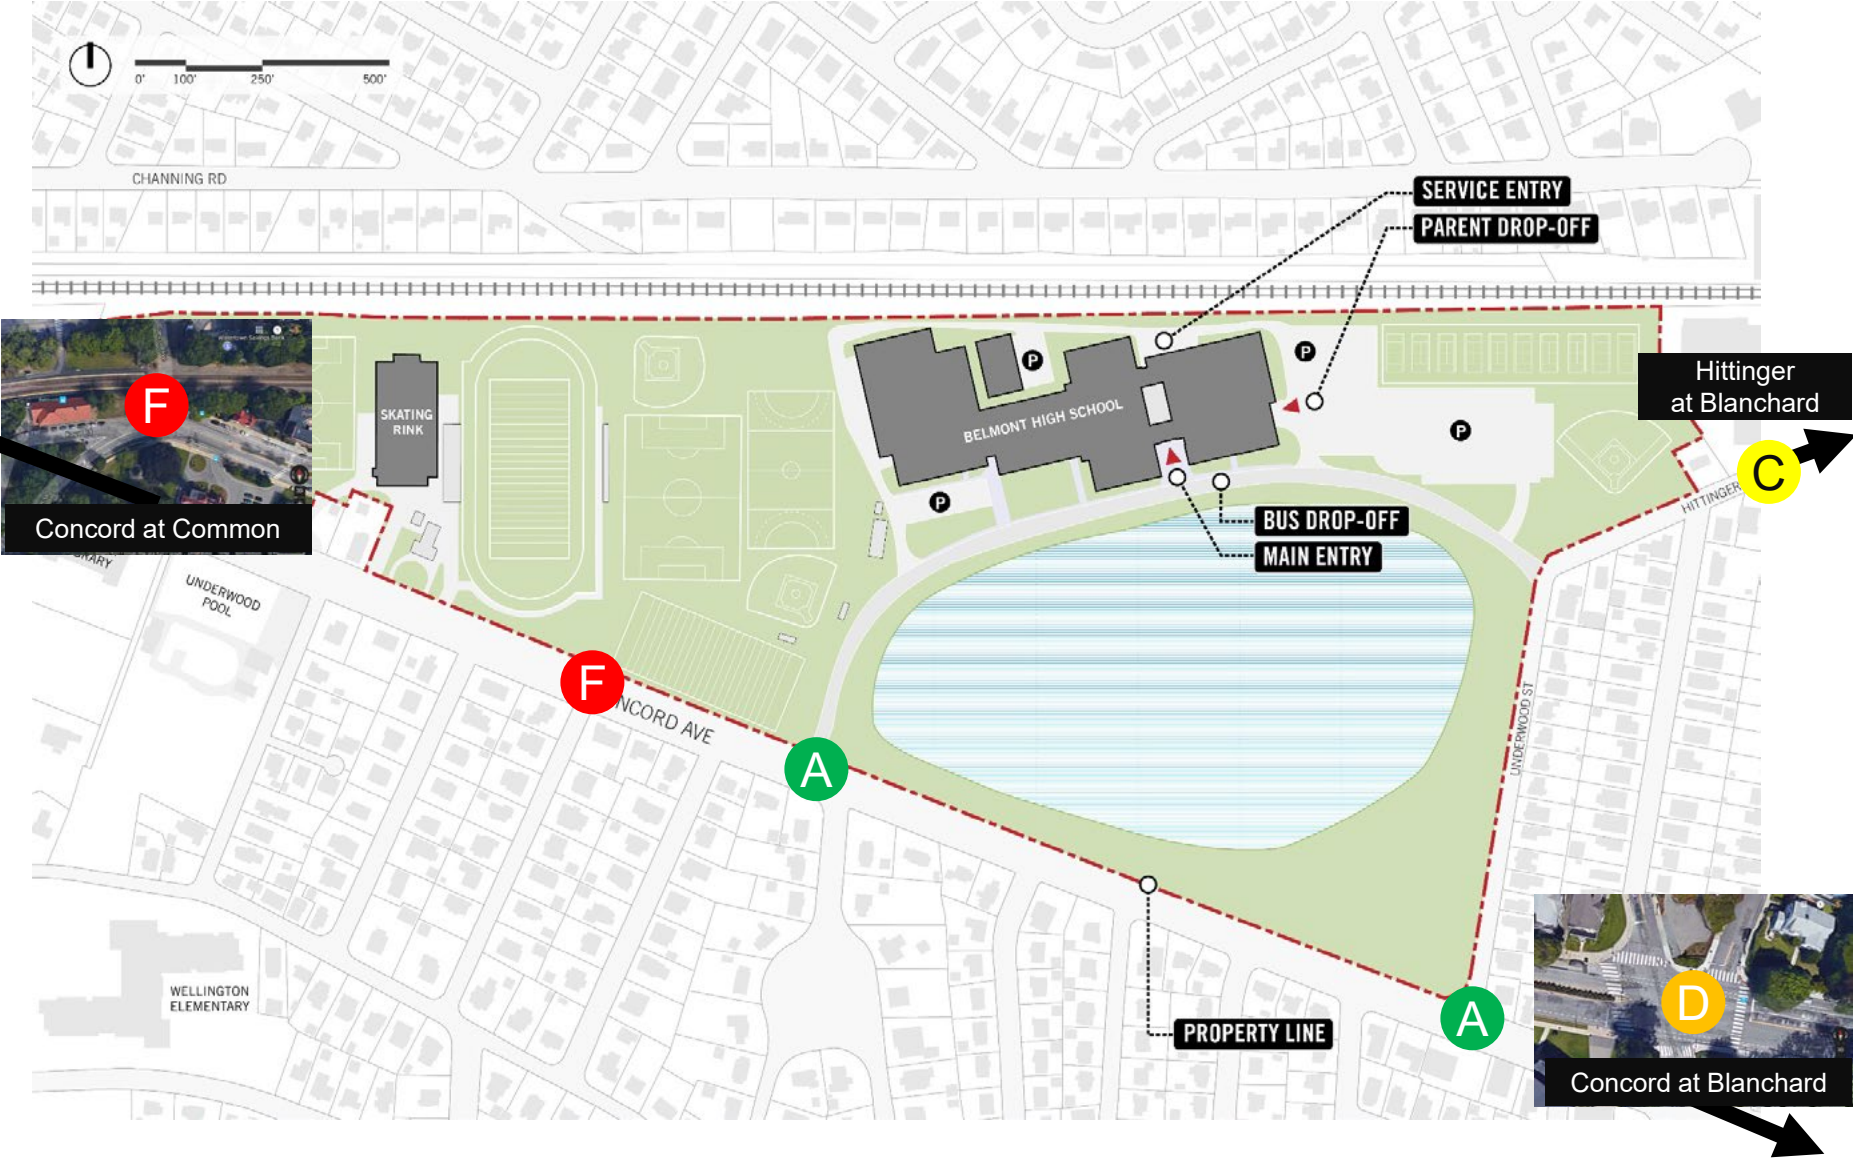 0' 100' 250' 500'
CHANNING RD
SERVICE ENTRY
PARENT DROP-OFF
P
P
P
P
F
Concord at Common
SKATING
RINK
BELMONT HIGH SCHOOL
Hittinger
at Blanchard
C
HITTINGER
BUS DROP-OFF
MAIN ENTRY
UNDERWOOD
POOL
F
NCORD AVE
A
UNDERWOOD ST
WELLINGTON
ELEMENTARY
PROPERTY LINE
A
D
Concord at Blanchard